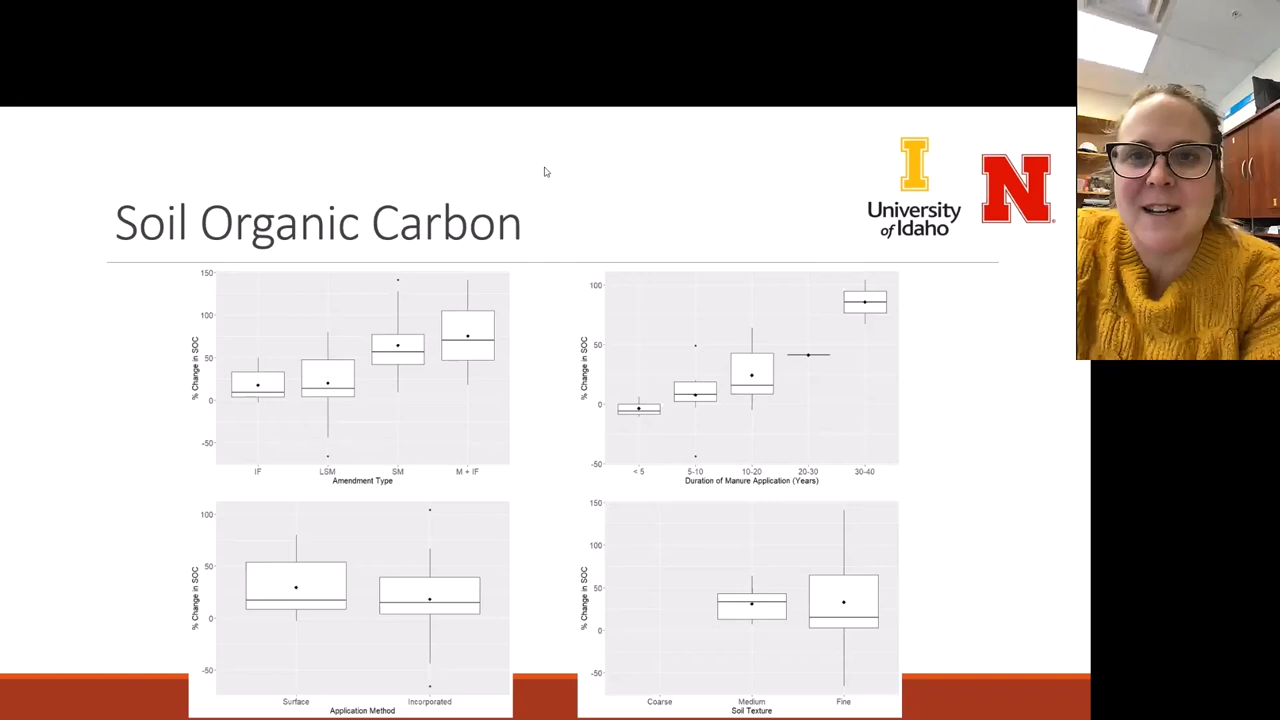 Soil Organic Carbon
I
University
of Idaho
N
150
100
50
0
-50
% Change in SOC
IF LSM SM M + IF
Amendment Type
100
50
0
-50
% Change in SOC
< 5 5-10 10-20 20-30 30-40
Duration of Manure Application (Years)
100
50
0
-50
% Change in SOC
Surface Incorporated
Application Method
150
100
50
0
-50
% Change in SOC
Coarse Medium Fine
Soil Texture